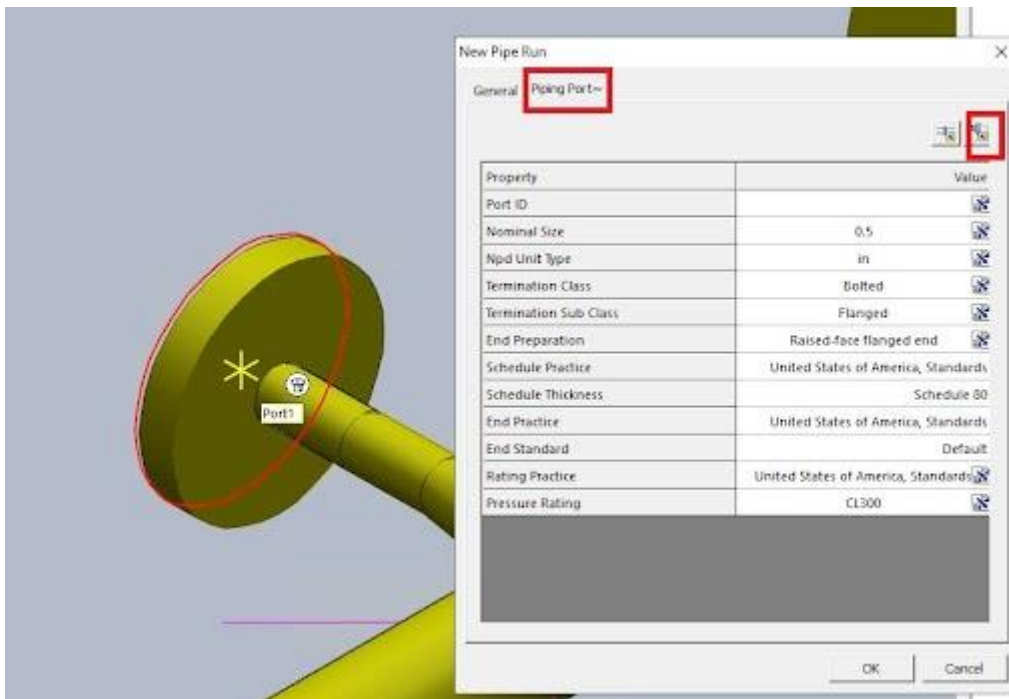 New Pipe Run
General Piping Port~
Property Value
Port ID
Nominal Size 0.5
Npd Unit Type in
Termination Class Bolted
Termination Sub Class Flanged
End Preparation Raised-face flanged end
Schedule Practice United States of America, Standards
Schedule Thickness Schedule 80
End Practice United States of America, Standards
End Standard Default
Rating Practice United States of America, Standards
Pressure Rating CL300
Port1
OK Cancel